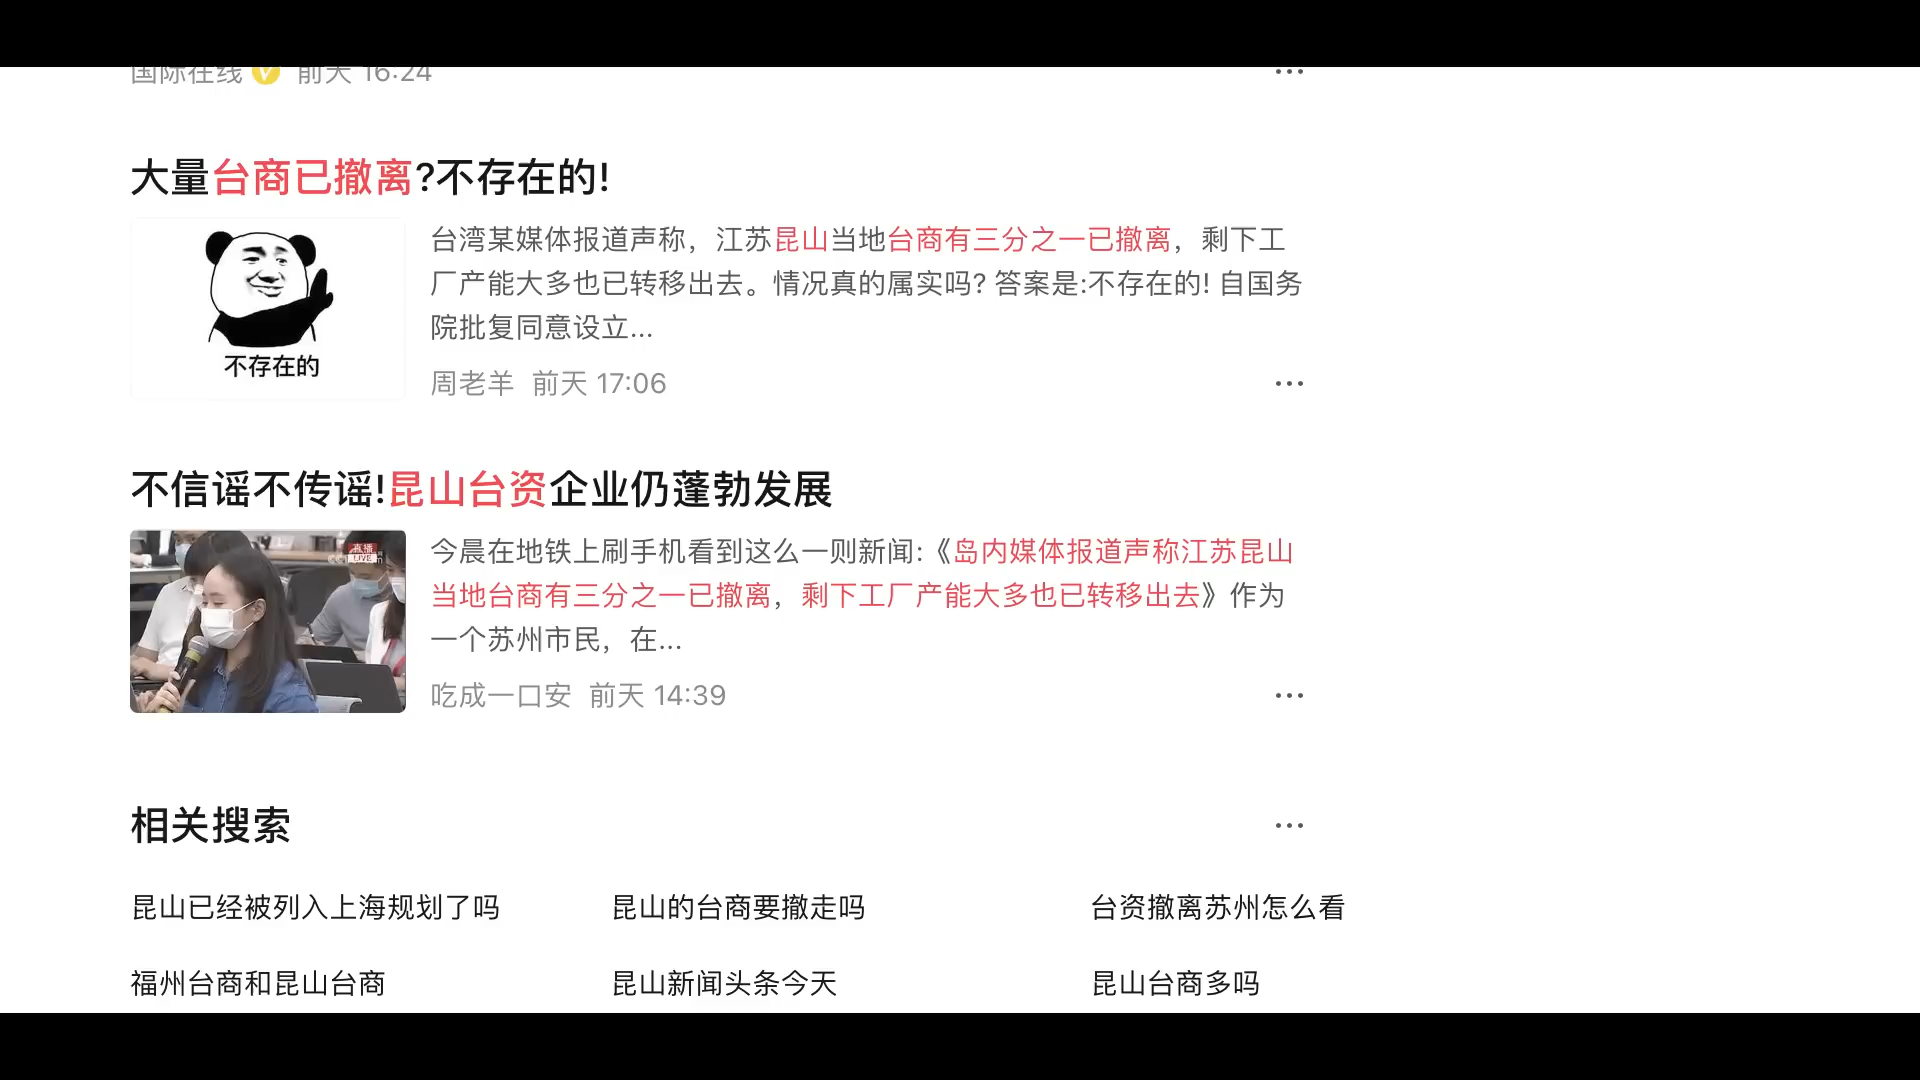 国际在线 前天 16:24
大量台商已撤离?不存在的!
台湾某媒体报道声称，江苏昆山当地台商有三分之一已撤离，剩下工
厂产能大多也已转移出去。情况真的属实吗? 答案是:不存在的! 自国务
院批复同意设立...
不存在的
周老羊 前天 17:06
不信谣不传谣!昆山台资企业仍蓬勃发展
直播
LIVE
今晨在地铁上刷手机看到这么一则新闻:《岛内媒体报道声称江苏昆山
当地台商有三分之一已撤离，剩下工厂产能大多也已转移出去》作为
一个苏州市民，在...
吃成一口安 前天 14:39
相关搜索
昆山已经被列入上海规划了吗 昆山的台商要撤走吗 台资撤离苏州怎么看
福州台商和昆山台商 昆山新闻头条今天 昆山台商多吗